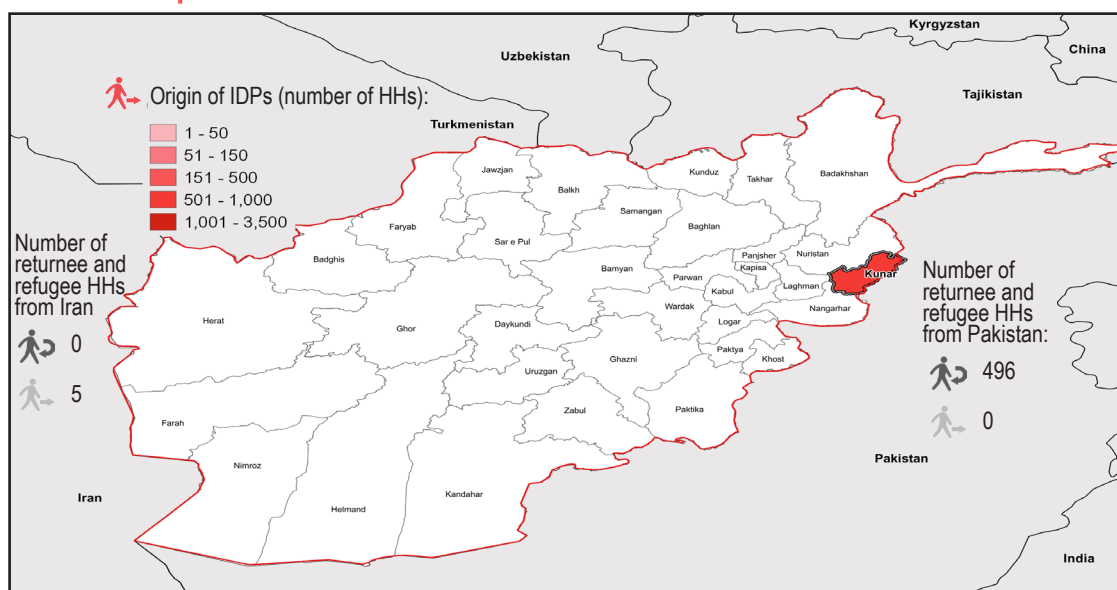 Kyrgyzstan
China
Uzbekistan
Tajikistan
Turkmenistan
Origin of IDPs (number of HHs):
1 - 50
51 - 150
151 - 500
501 - 1,000
1,001 - 3,500
Number of
returnee and
refugee HHs
from Iran
0
5
Jawzjan
Balkh
Kunduz
Takhar
Badakhshan
Samangan
Faryab
Baghlan
Sar e Pul
Badghis
Panjsher
Nuristan
Bamyan
Parwan
Kapisa
Kunar
Laghman
Kabul
Nangarhar
Herat
Ghor
Wardak
Daykundi
Logar
Ghazni
Paktya
Khost
Uruzgan
Paktika
Zabul
Farah
Nimroz
Helmand
Kandahar
Number of
returnee and
refugee HHs
from Pakistan:
496
0
Iran
Pakistan
India